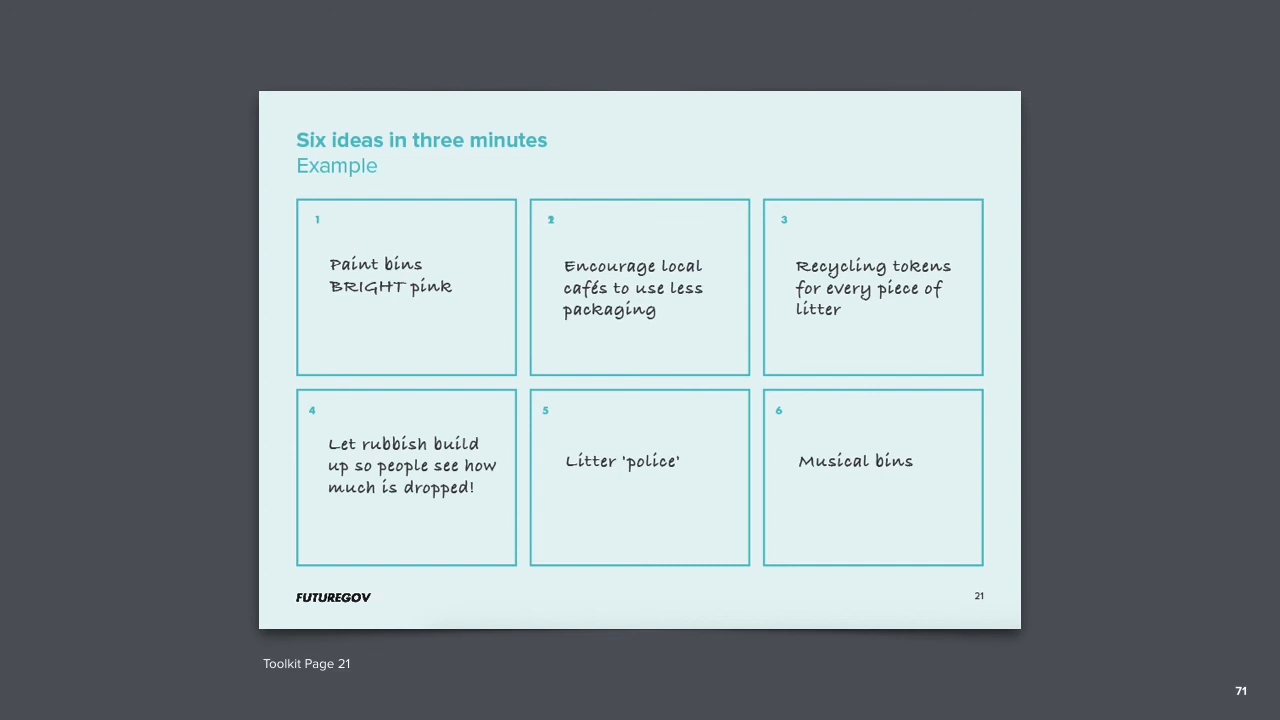 Six ideas in three minutes
Example
1
Paint bins
BRIGHT pink
2
Encourage local
cafés to use less
packaging
3
Recycling tokens
for every piece of
litter
4
Let rubbish build
up so people see how
much is dropped!
5
Litter 'police'
6
Musical bins
FUTUREGOV
21
Toolkit Page 21
71